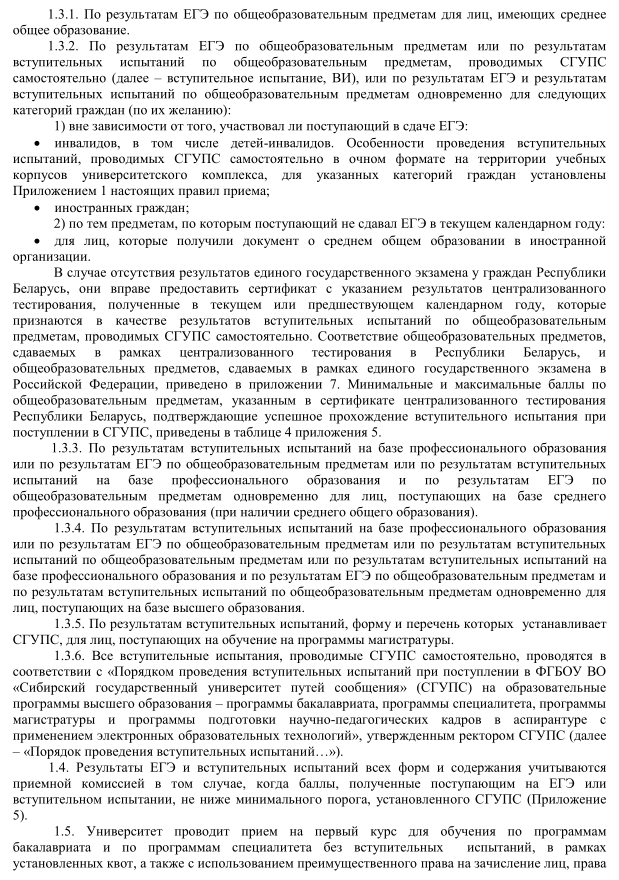 1.3.1. По результатам ЕГЭ по общеобразовательным предметам для лиц, имеющих среднее
общее образование.
1.3.2. По результатам ЕГЭ по общеобразовательным предметам или по результатам
вступительных испытаний по общеобразовательным предметам, проводимых СГУПС
самостоятельно (далее – вступительное испытание, ВИ), или по результатам ЕГЭ и результатам
вступительных испытаний по общеобразовательным предметам одновременно для следующих
категорий граждан (по их желанию):
1) вне зависимости от того, участвовал ли поступающий в сдаче ЕГЭ:
• инвалидов, в том числе детей-инвалидов. Особенности проведения вступительных
испытаний, проводимых СГУПС самостоятельно в очном формате на территории учебных
корпусов университетского комплекса, для указанных категорий граждан установлены
Приложением 1 настоящих правил приема;
• иностранных граждан;
2) по тем предметам, по которым поступающий не сдавал ЕГЭ в текущем календарном году:
• для лиц, которые получили документ о среднем общем образовании в иностранной
организации.
В случае отсутствия результатов единого государственного экзамена у граждан Республики
Беларусь, они вправе предоставить сертификат с указанием результатов централизованного
тестирования, полученные в текущем или предшествующем календарном году, которые
признаются в качестве результатов вступительных испытаний по общеобразовательным
предметам, проводимых СГУПС самостоятельно. Соответствие общеобразовательных предметов,
сдаваемых в рамках централизованного тестирования в Республики Беларусь, и
общеобразовательных предметов, сдаваемых в рамках единого государственного экзамена в
Российской Федерации, приведено в приложении 7. Минимальные и максимальные баллы по
общеобразовательным предметам, указанным в сертификате централизованного тестирования
Республики Беларусь, подтверждающие успешное прохождение вступительного испытания при
поступлении в СГУПС, приведены в таблице 4 приложения 5.
1.3.3. По результатам вступительных испытаний на базе профессионального образования
или по результатам ЕГЭ по общеобразовательным предметам или по результатам вступительных
испытаний на базе профессионального образования и по результатам ЕГЭ по
общеобразовательным предметам одновременно для лиц, поступающих на базе среднего
профессионального образования (при наличии среднего общего образования).
1.3.4. По результатам вступительных испытаний на базе профессионального образования
или по результатам ЕГЭ по общеобразовательным предметам или по результатам вступительных
испытаний по общеобразовательным предметам или по результатам вступительных испытаний на
базе профессионального образования и по результатам ЕГЭ по общеобразовательным предметам и
по результатам вступительных испытаний по общеобразовательным предметам одновременно для
лиц, поступающих на базе высшего образования.
1.3.5. По результатам вступительных испытаний, форму и перечень которых устанавливает
СГУПС, для лиц, поступающих на обучение на программы магистратуры.
1.3.6. Все вступительные испытания, проводимые СГУПС самостоятельно, проводятся в
соответствии с «Порядком проведения вступительных испытаний при поступлении в ФГБОУ ВО
«Сибирский государственный университет путей сообщения» (СГУПС) на образовательные
программы высшего образования – программы бакалавриата, программы специалитета, программы
магистратуры и программы подготовки научно-педагогических кадров в аспирантуре с
применением электронных образовательных технологий», утвержденным ректором СГУПС (далее
– «Порядок проведения вступительных испытаний…»).
1.4. Результаты ЕГЭ и вступительных испытаний всех форм и содержания учитываются
приемной комиссией в том случае, когда баллы, полученные поступающим на ЕГЭ или
вступительном испытании, не ниже минимального порога, установленного СГУПС (Приложение
5).
1.5. Университет проводит прием на первый курс для обучения по программам
бакалавриата и по программам специалитета без вступительных испытаний, в рамках
установленных квот, а также с использованием преимущественного права на зачисление лиц, права